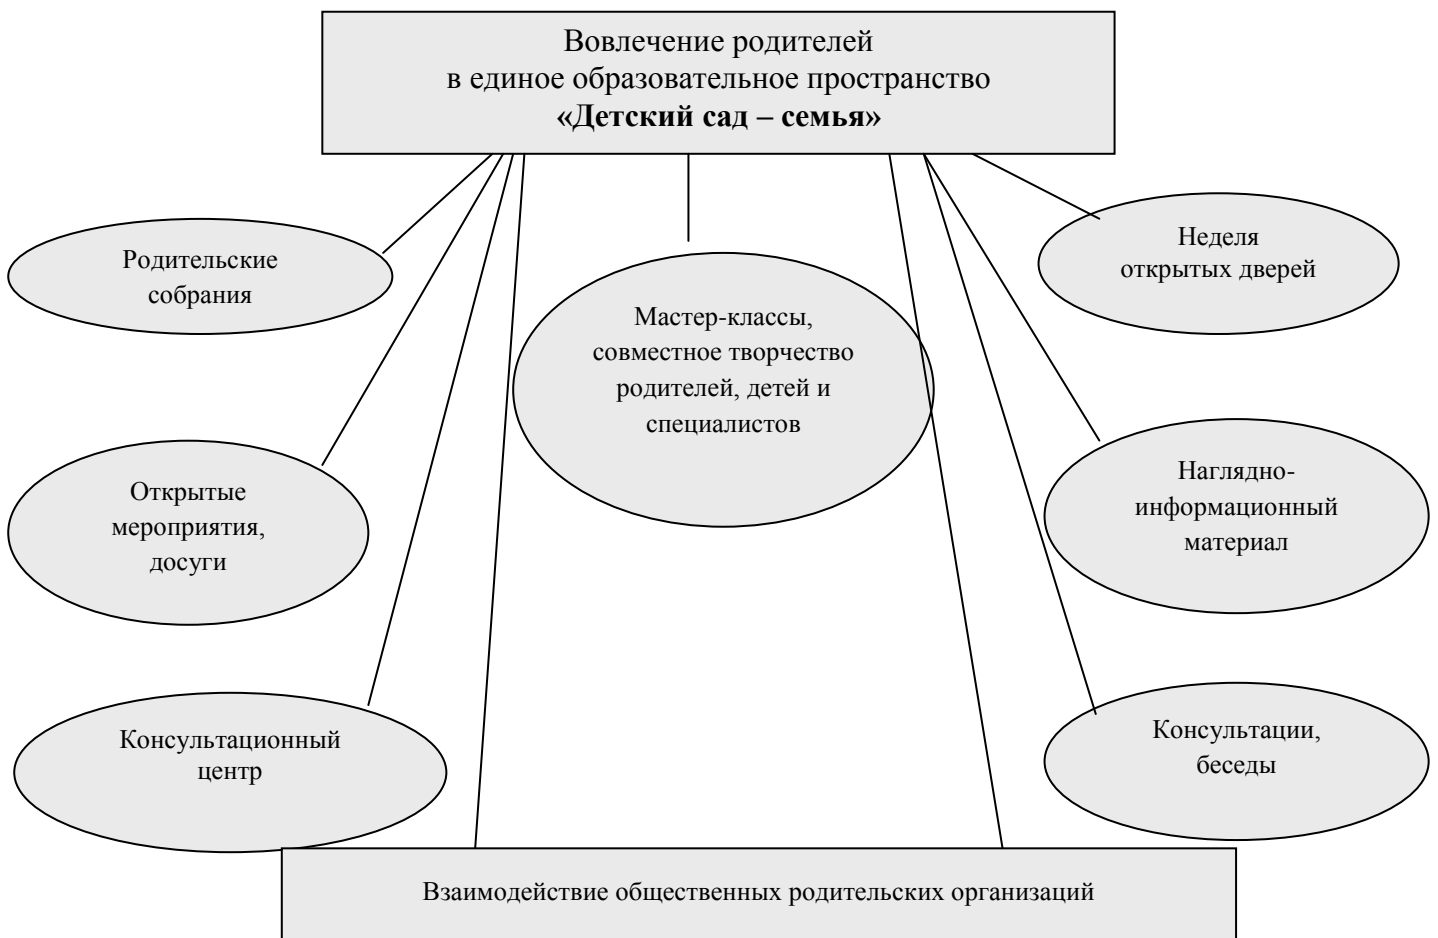 Вовлечение родителей
в единое образовательное пространство
«Детский сад – семья»
Родительские
собрания
Мастер-классы,
совместное творчество
родителей, детей и
специалистов
Неделя
открытых дверей
Открытые
мероприятия,
досуги
Наглядно-
информационный
материал
Консультационный
центр
Консультации,
беседы
Взаимодействие общественных родительских организаций